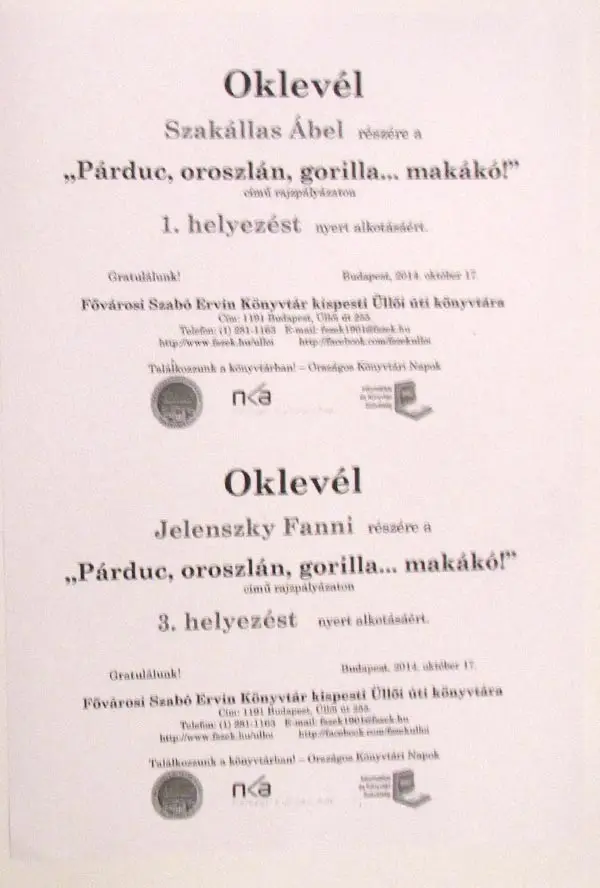 Oklevél
Szakállas Ábel részére a
„Párduc, oroszlán, gorilla... makákó!”
című rajzpályázaton
1. helyezést nyert alkotásáért.
Gratulálunk! Budapest, 2014. október 17.
Fővárosi Szabó Ervin Könyvtár kispesti Üllői úti könyvtára
Cím: 1191 Budapest, Üllői út 255.
Telefon: (1) 281-1163 E-mail: fszek1901@fszek.hu
http://www.fszek.hu/ulloi http://facebook.com/fszekulloi
Találkozzunk a könyvtárban! – Országos Könyvtári Napok
nka
Oklevél
Jelenszky Fanni részére a
„Párduc, oroszlán, gorilla... makákó!”
című rajzpályázaton
3. helyezést nyert alkotásáért.
Gratulálunk! Budapest, 2014. október 17.
Fővárosi Szabó Ervin Könyvtár kispesti Üllői úti könyvtára
Cím: 1191 Budapest, Üllői út 255.
Telefon: (1) 281-1163 E-mail: fszek1901@fszek.hu
http://www.fszek.hu/ulloi http://facebook.com/fszekulloi
Találkozzunk a könyvtárban! – Országos Könyvtári Napok
nka